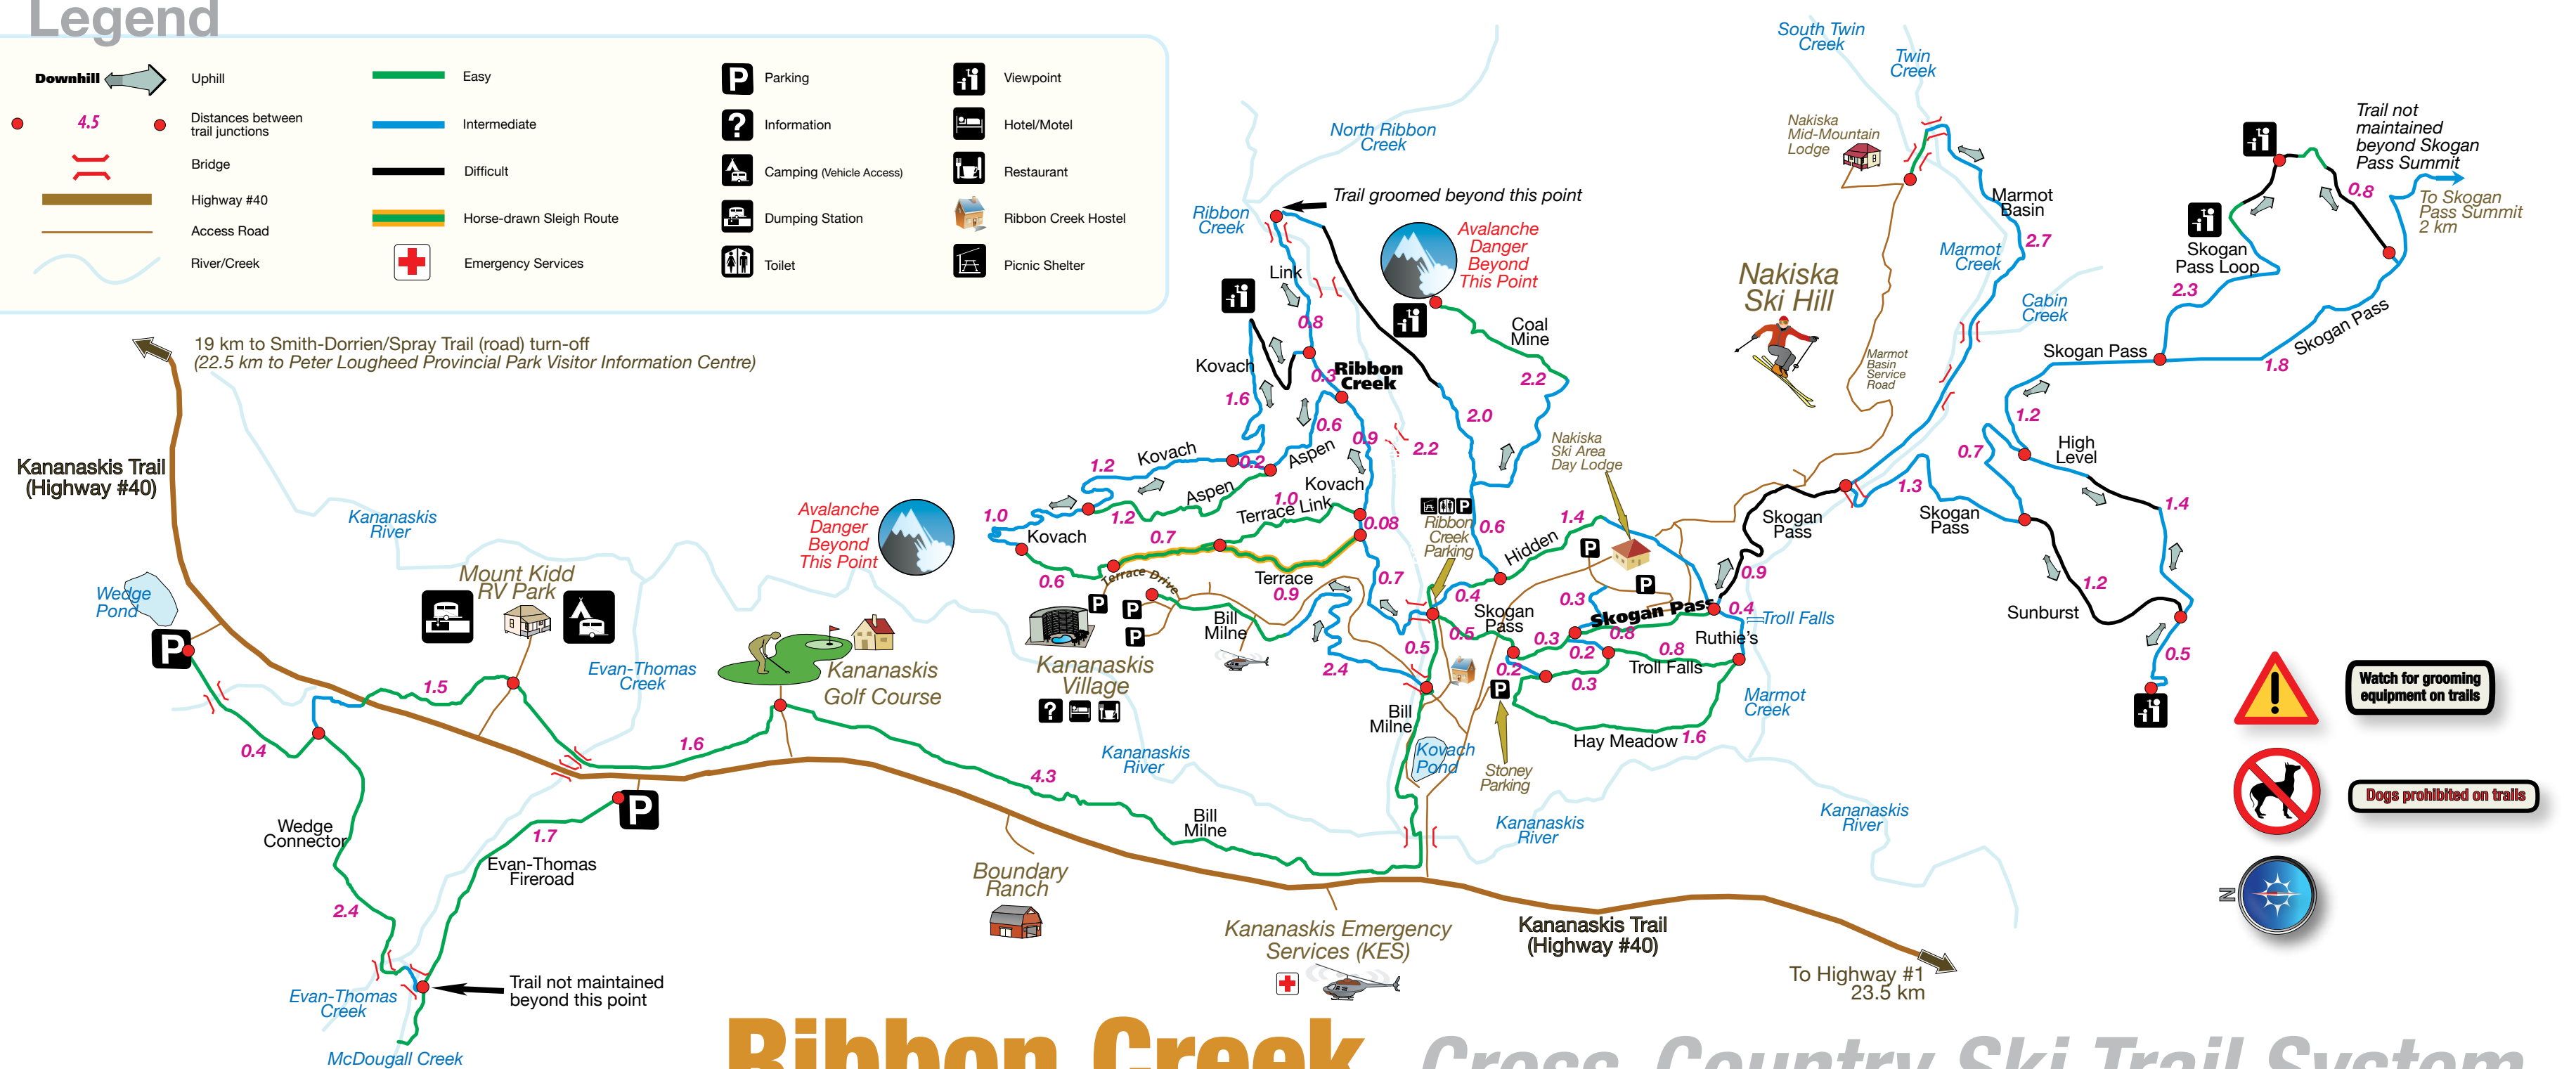 Legend
Downhill
Uphill
4.5
Distances between
trail junctions
Bridge
Highway #40
Access Road
River/Creek
Easy
Intermediate
Difficult
Horse-drawn Sleigh Route
Emergency Services
P
Parking
?
Information
Camping (Vehicle Access)
Dumping Station
Toilet
Viewpoint
Hotel/Motel
Restaurant
Ribbon Creek Hostel
Picnic Shelter
19 km to Smith-Dorrien/Spray Trail (road) turn-off
(22.5 km to Peter Lougheed Provincial Park Visitor Information Centre)
Kananaskis Trail
(Highway #40)
Kananaskis
River
Wedge
Pond
P
Mount Kidd
RV Park
Evan-Thomas
Creek
1.5
0.4
Wedge
Connector
2.4
1.6
P
1.7
Evan-Thomas
Fireroad
Trail not maintained
beyond this point
Evan-Thomas
Creek
McDougall Creek
Kananaskis
Golf Course
4.3
Bill
Milne
Boundary
Ranch
Kananaskis Emergency
Services (KES)
Kananaskis Trail
(Highway #40)
To Highway #1
23.5 km
Avalanche
Danger
Beyond
This Point
Kananaskis
Village
?
Kananaskis
River
Terrace Drive
P
P
P
Bill
Milne
Terrace
0.9
0.7
0.6
1.0
Kovach
1.2
Kovach
1.2
Aspen
1.0
Terrace Link
Kovach
0.08
0.7
2.4
0.2
Aspen
0.6
0.9
1.6
Kovach
Link
0.8
0.3
Ribbon
Creek
Ribbon
Creek
North Ribbon
Creek
Trail groomed beyond this point
Avalanche
Danger
Beyond
This Point
Coal
Mine
2.2
2.0
2.2
0.6
P
Ribbon
Creek
Parking
Nakiska
Ski Area
Day Lodge
Hidden
1.4
P
P
0.4
Skogan
Pass
0.5
0.5
0.3
0.3
Skogan Pass
0.8
0.2
0.2
0.3
0.8
Troll Falls
0.4
Troll Falls
Ruthie's
Hay Meadow
1.6
Marmot
Creek
P
Stoney
Parking
Bill
Milne
Kovach
Pond
Kananaskis
River
Kananaskis
River
South Twin
Creek
Twin
Creek
Nakiska
Mid-Mountain
Lodge
Nakiska
Ski Hill
Marmot
Basin
Service
Road
Marmot
Basin
2.7
Marmot
Creek
Cabin
Creek
Skogan
Pass
0.9
1.3
Skogan
Pass
0.7
1.2
High
Level
1.4
1.2
Sunburst
0.5
Skogan Pass
1.8
Skogan Pass
2.3
Skogan
Pass Loop
0.8
Trail not
maintained
beyond Skogan
Pass Summit
To Skogan
Pass Summit
2 km
Watch for grooming
equipment on trails
Dogs prohibited on trails
N
Ribbon Creek Cross-Country Ski Trail System